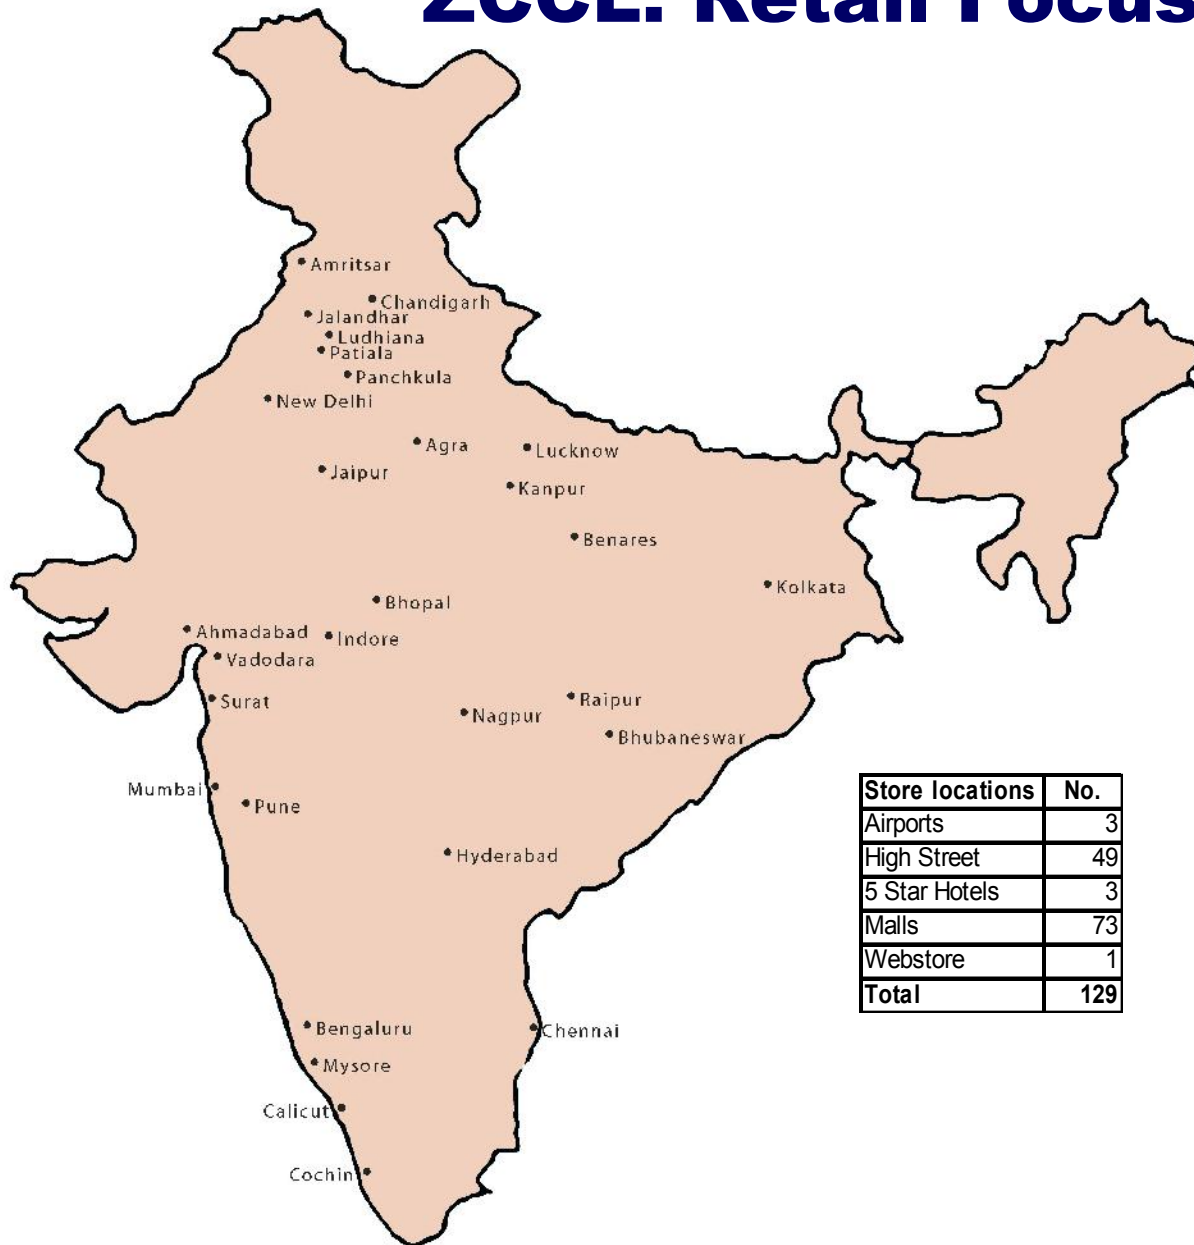 ZCCL: Retail Focus
Amritsar
Chandigarh
Jalandhar
Ludhiana
Patiala
Panchkula
New Delhi
Agra
Lucknow
Jaipur
Kanpur
Benares
Kolkata
Bhopal
Ahmadabad
Indore
Vadodara
Surat
Raipur
Nagpur
Bhubaneswar
Mumbai
Pune
Hyderabad
Store locations No.
Airports 3
High Street 49
5 Star Hotels 3
Malls 73
Webstore 1
Total 129
Bengaluru
Chennai
Mysore
Calicut
Cochin